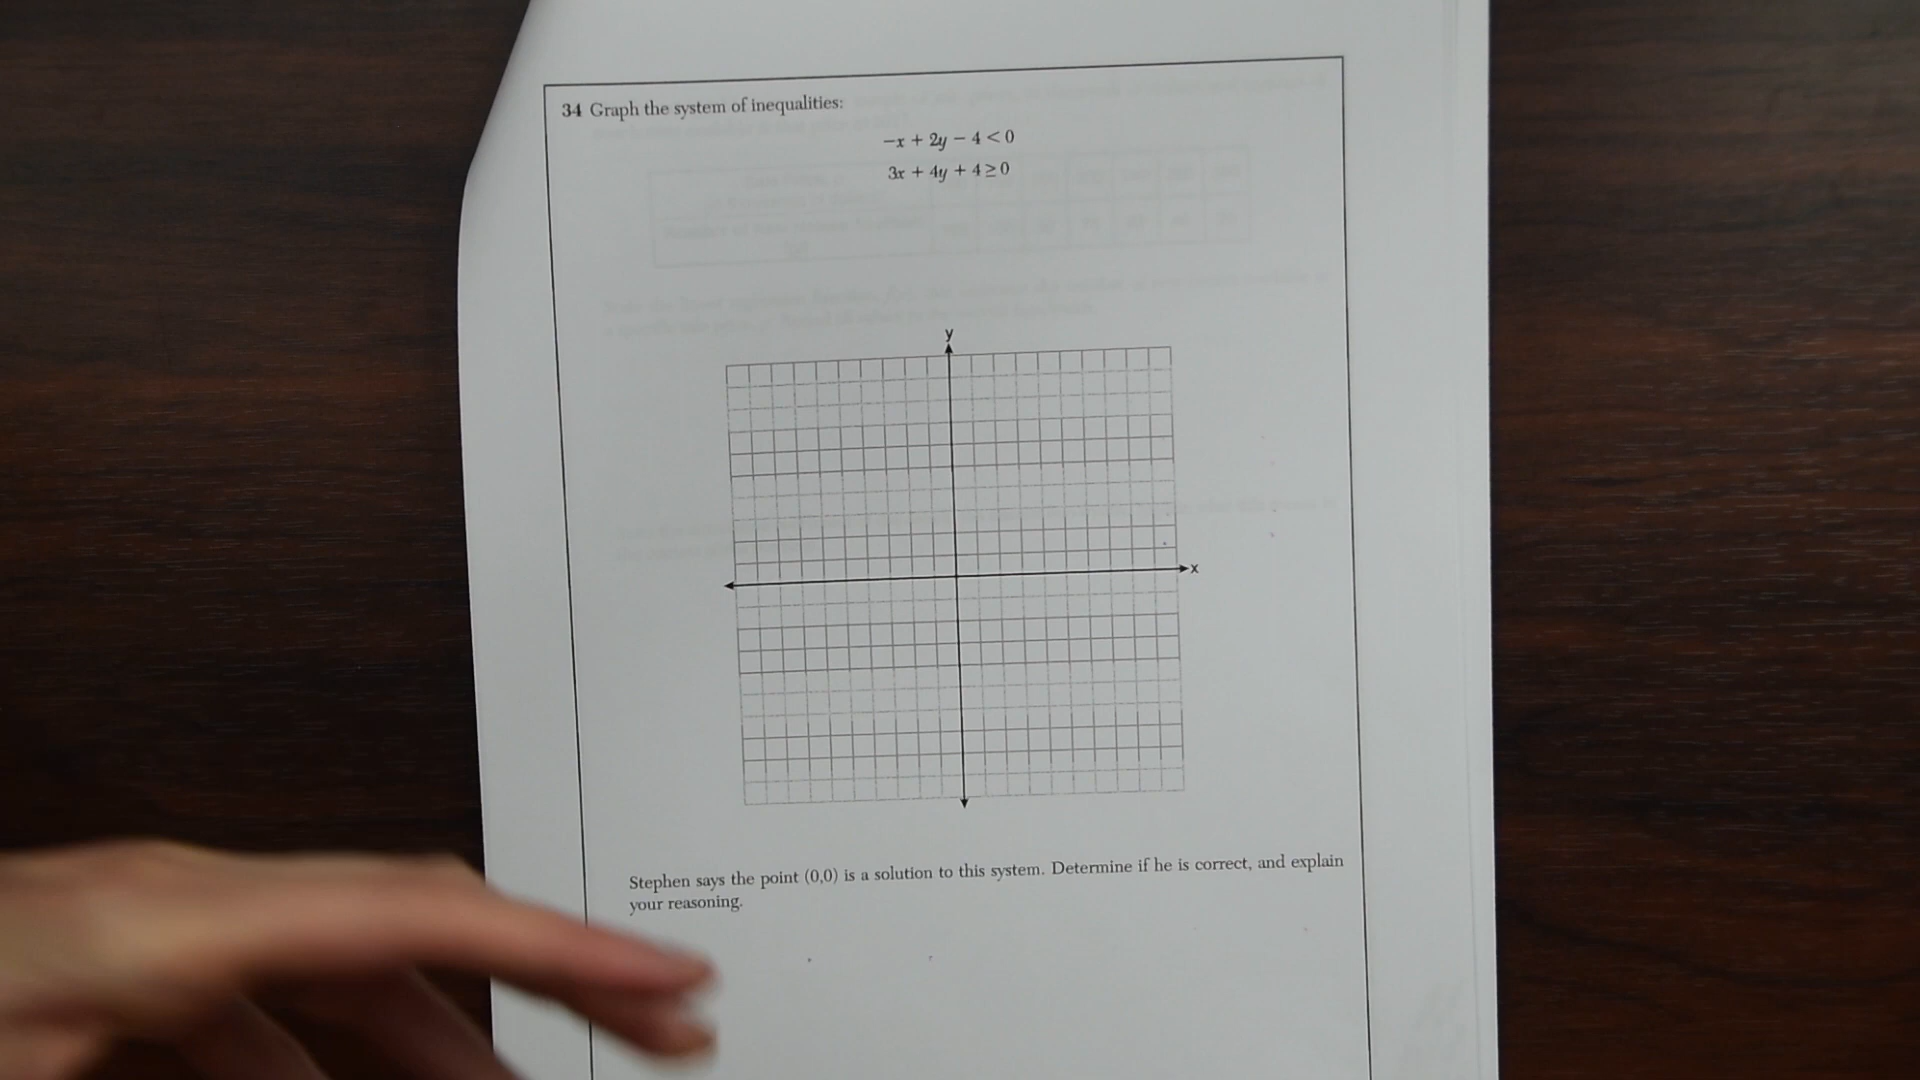 34 Graph the system of inequalities:
−x + 2y − 4 < 0
3x + 4y + 4 ≥ 0
y
x
Stephen says the point (0,0) is a solution to this system. Determine if he is correct, and explain
your reasoning.